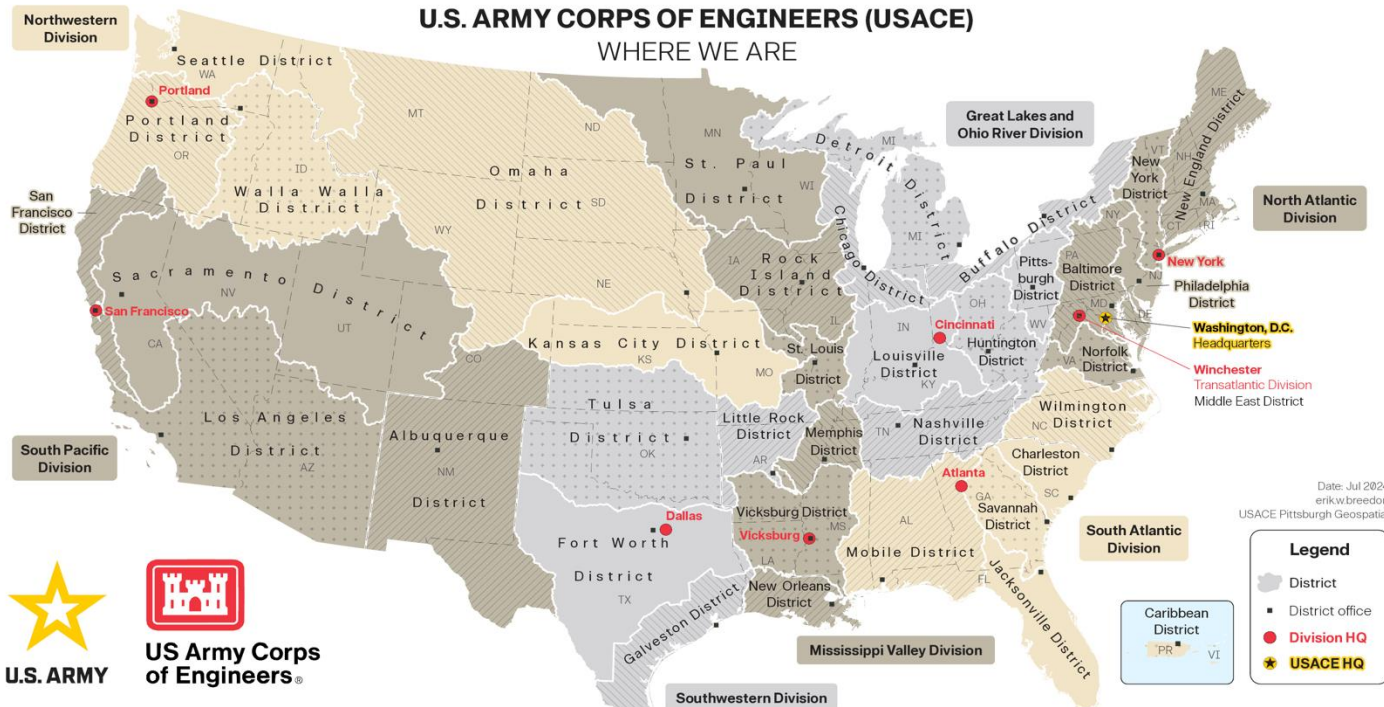 U.S. ARMY CORPS OF ENGINEERS (USACE)
WHERE WE ARE
Northwestern
Division
Seattle District
WA
Portland
Portland
District
OR
ID
Walla Walla
District
MT
ND
Omaha
District
SD
WY
NE
MN
St. Paul
District
WI
Great Lakes and
Ohio River Division
Detroit District
MI
MI
Chicago District
Buffalo District
ME
VT
NH
New
York
District
New England District
MA
CT
RI
NY
North Atlantic
Division
San
Francisco
District
San Francisco
Sacramento District
NV
UT
CA
CO
IA
Rock
Island
District
IL
Kansas City District
KS
MO
St. Louis
District
IN
Cincinnati
Louisville
District
KY
OH
Huntington
District
WV
Pitts-
burgh
District
PA
Baltimore
District
MD
DE
NJ
New York
Philadelphia
District
Washington, D.C.
Headquarters
Winchester
Transatlantic Division
Middle East District
VA
Norfolk
District
South Pacific
Division
Los Angeles
District
AZ
Albuquerque
NM
District
Tulsa
District
OK
Little Rock
District
AR
Memphis
District
TN
Nashville
District
Wilmington
District
NC
Charleston
District
SC
Atlanta
GA
Savannah
District
South Atlantic
Division
Dallas
Fort Worth
District
TX
Vicksburg District
MS
Vicksburg
LA
New Orleans
District
AL
Mobile District
FL
Jacksonville District
Galveston District
Mississippi Valley Division
Southwestern Division
Caribbean
District
PR
VI
Date: Jul 2024
erik.w.breedon
USACE Pittsburgh Geospatial
Legend
District
District office
Division HQ
USACE HQ
U.S. ARMY
US Army Corps
of Engineers®